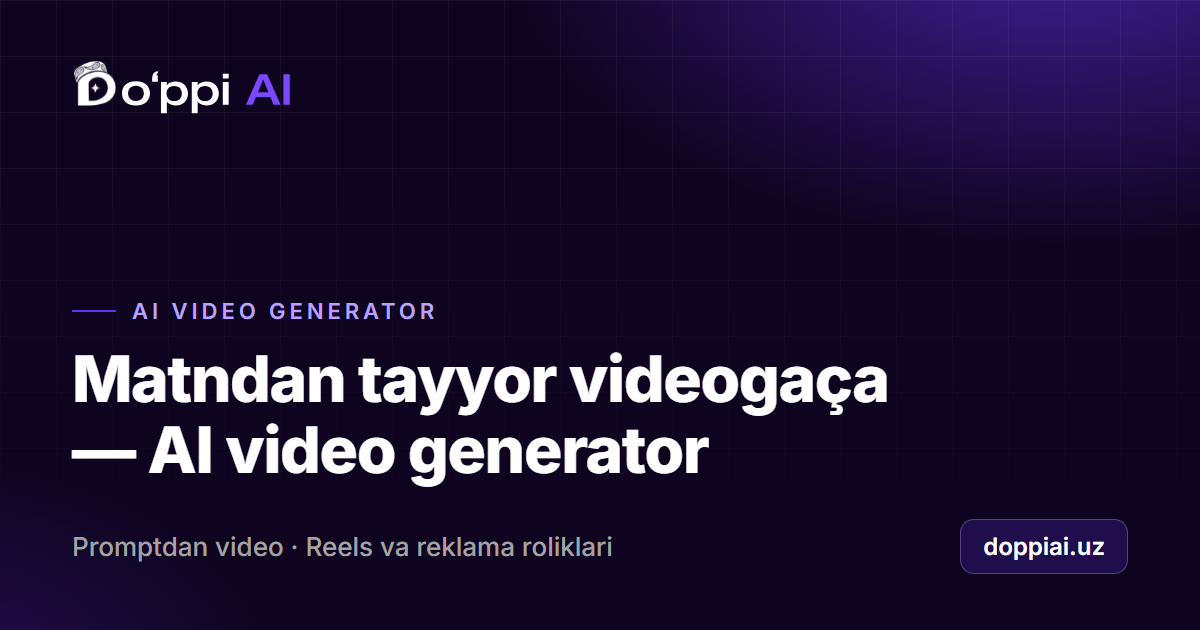 Do‘ppi AI
AI VIDEO GENERATOR
Matndan tayyor videogaça
— AI video generator
Promptdan video · Reels va reklama roliklari
doppiai.uz